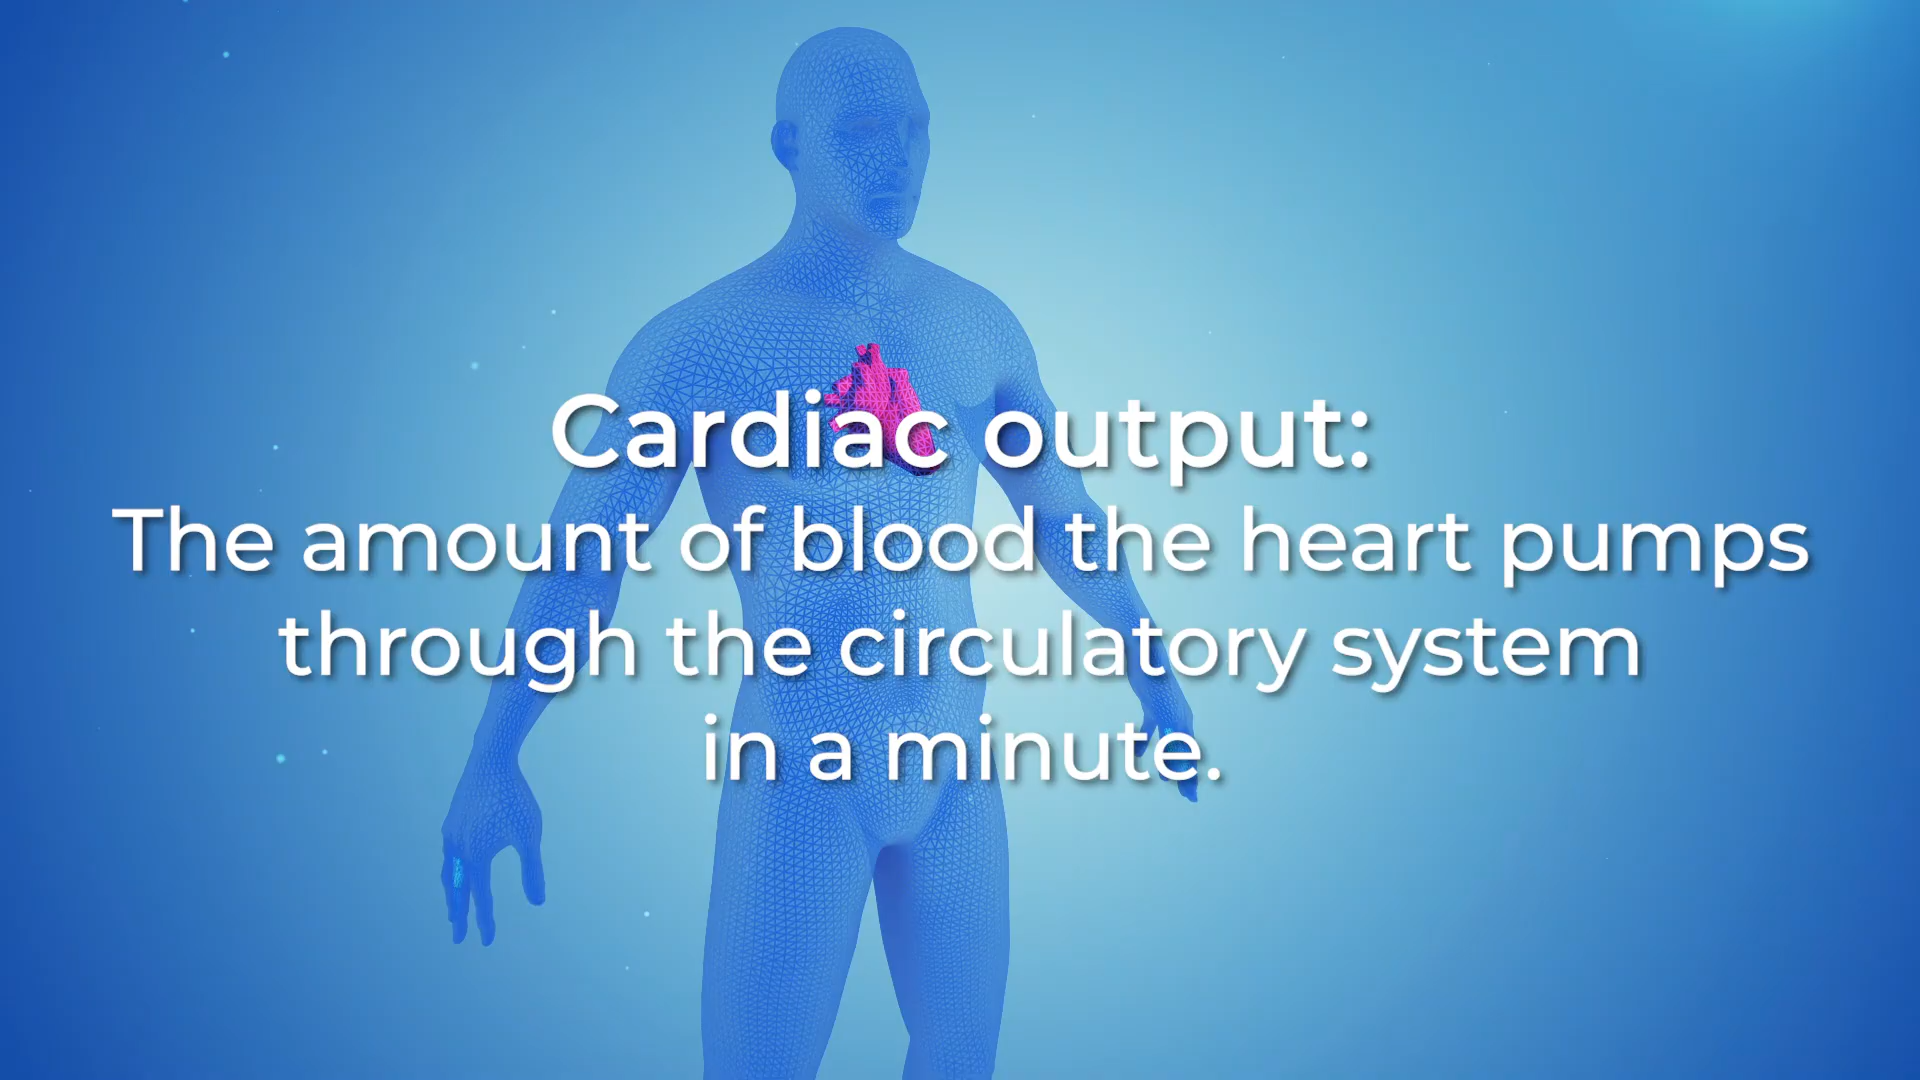 Cardiac output:
The amount of blood the heart pumps
through the circulatory system
in a minute.